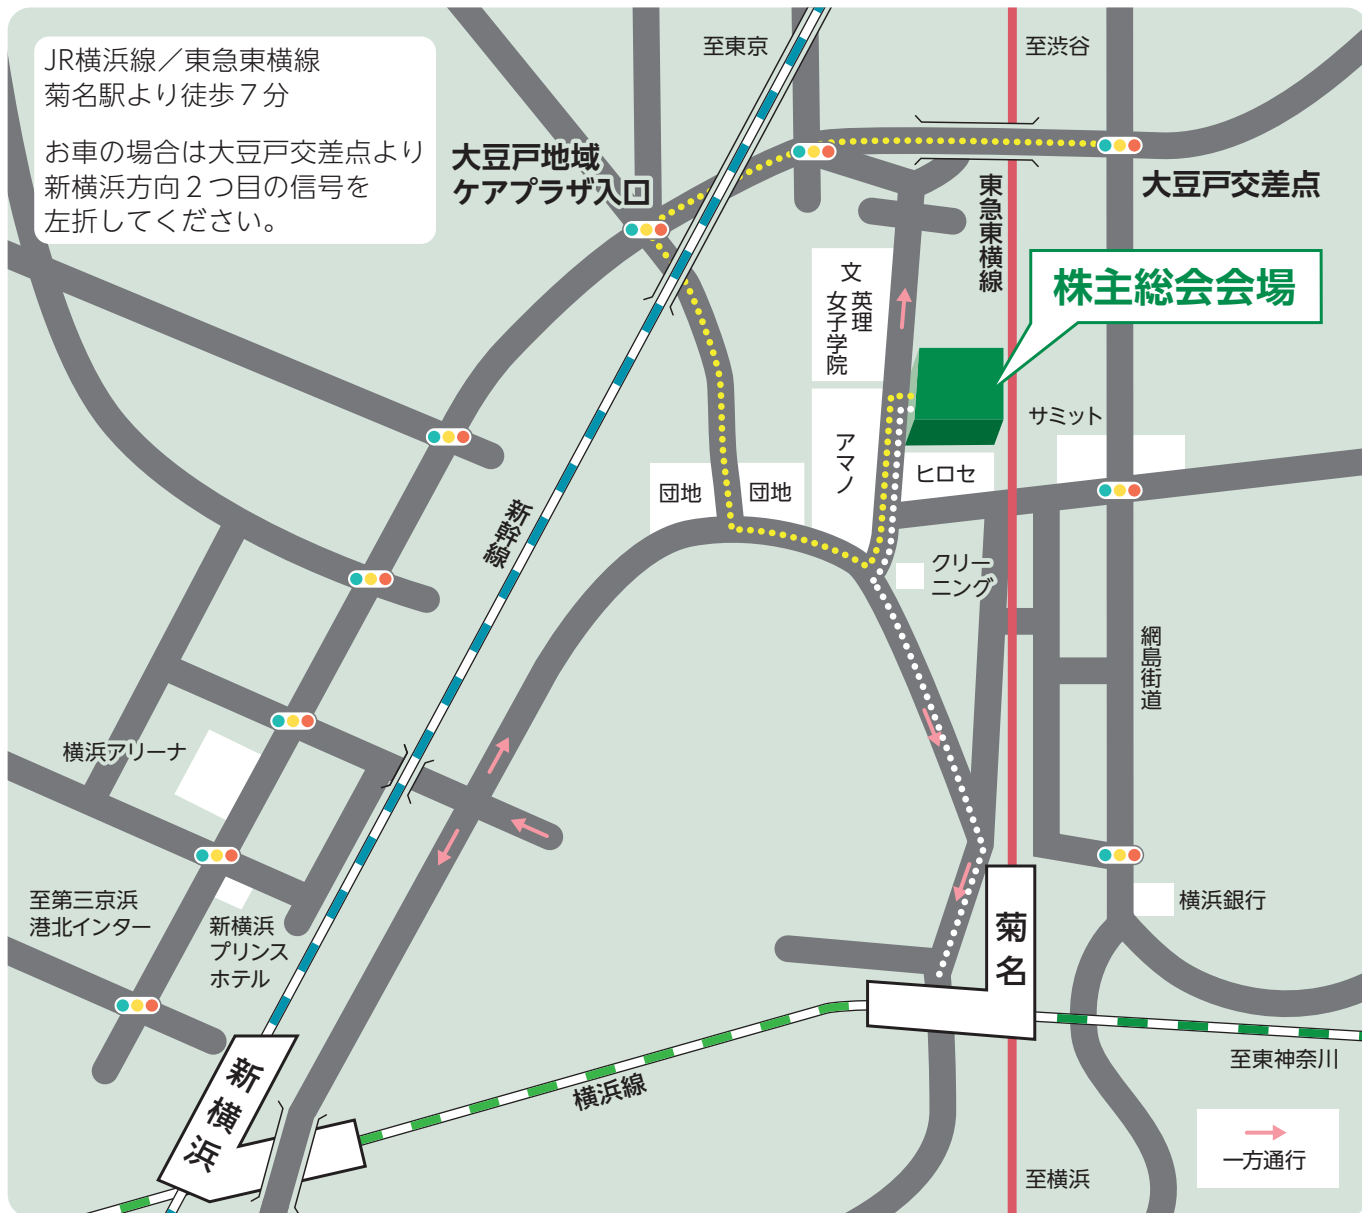 JR横浜線／東急東横線
菊名駅より徒歩７分
お車の場合は大豆戸交差点より
新横浜方向２つ目の信号を
左折してください。
至東京
至渋谷
大豆戸地域
ケアプラザ入口
大豆戸交差点
東急東横線
株主総会会場
文
英理
女子学院
サミット
アマノ
ヒロセ
団地
団地
新幹線
クリー
ニング
網島街道
横浜アリーナ
至第三京浜
港北インター
新横浜
プリンス
ホテル
横浜銀行
菊名
新横浜
横浜線
至東神奈川
一方通行
至横浜